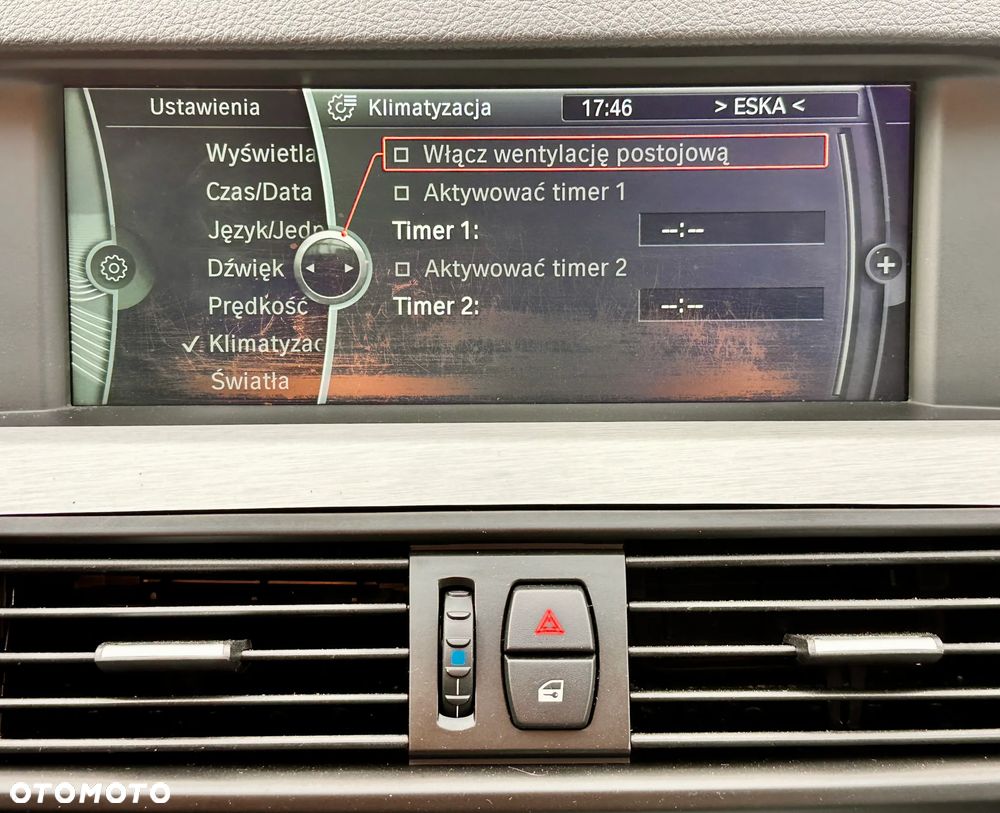 Ustawienia
Klimatyzacja
17:46
> ESKA <
Wyświetla
Czas/Data
Język/Jedn
Dźwięk
Prędkość
✓ Klimatyzac
Światła
Włącz wentylację postojową
Aktywować timer 1
Timer 1: --:--
Aktywować timer 2
Timer 2: --:--
OTOMOTO